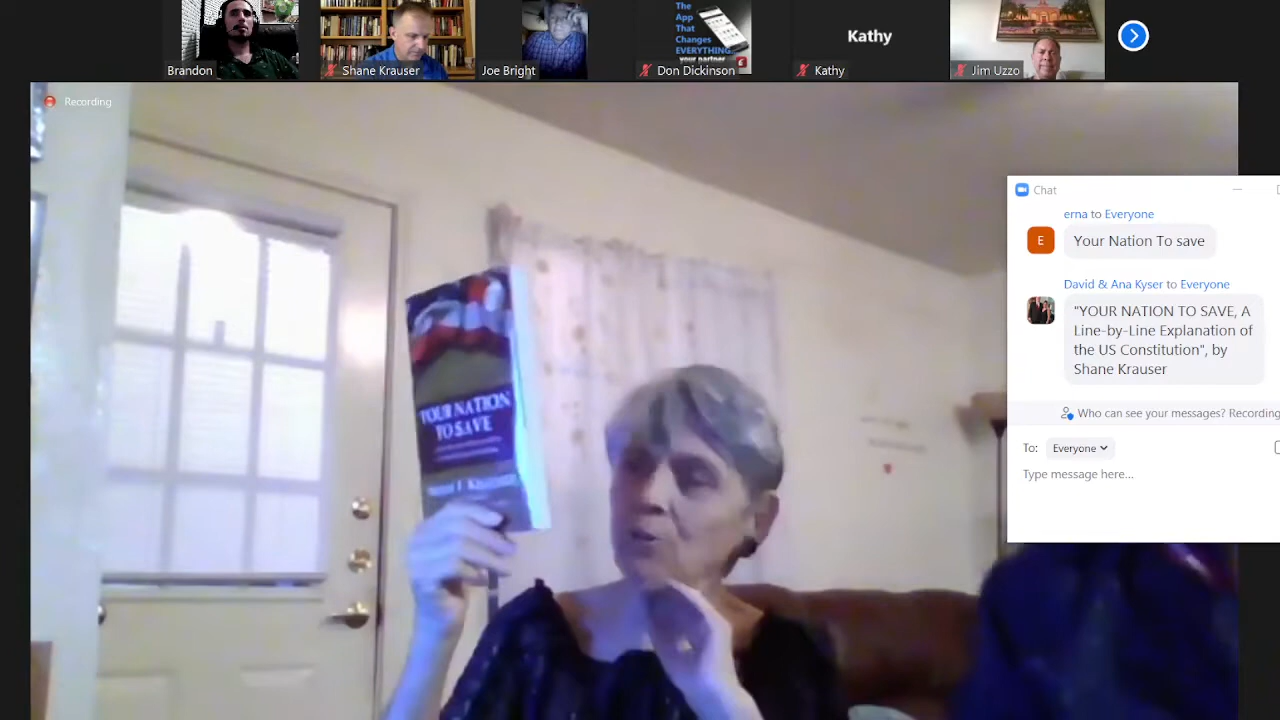 The
App
That
Changes
EVERYTHING
your partner
Kathy
Brandon
Shane Krauser
Joe Bright
Don Dickinson
Kathy
Jim Uzzo
Recording
Chat
erna to Everyone
E
Your Nation To save
David & Ana Kyser to Everyone
"YOUR NATION TO SAVE, A
Line-by-Line Explanation of
the US Constitution", by
Shane Krauser
Who can see your messages? Recording
To: Everyone
Type message here...
YOUR NATION
TO SAVE